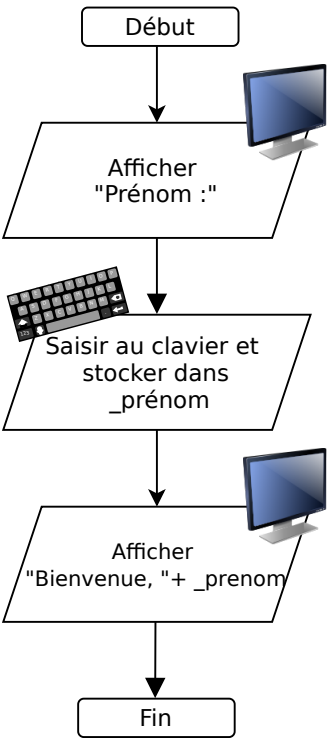 Début
Afficher
"Prénom :"
Saisir au clavier et
stocker dans
_prénom
Afficher
"Bienvenue, "+ _prenom
Fin